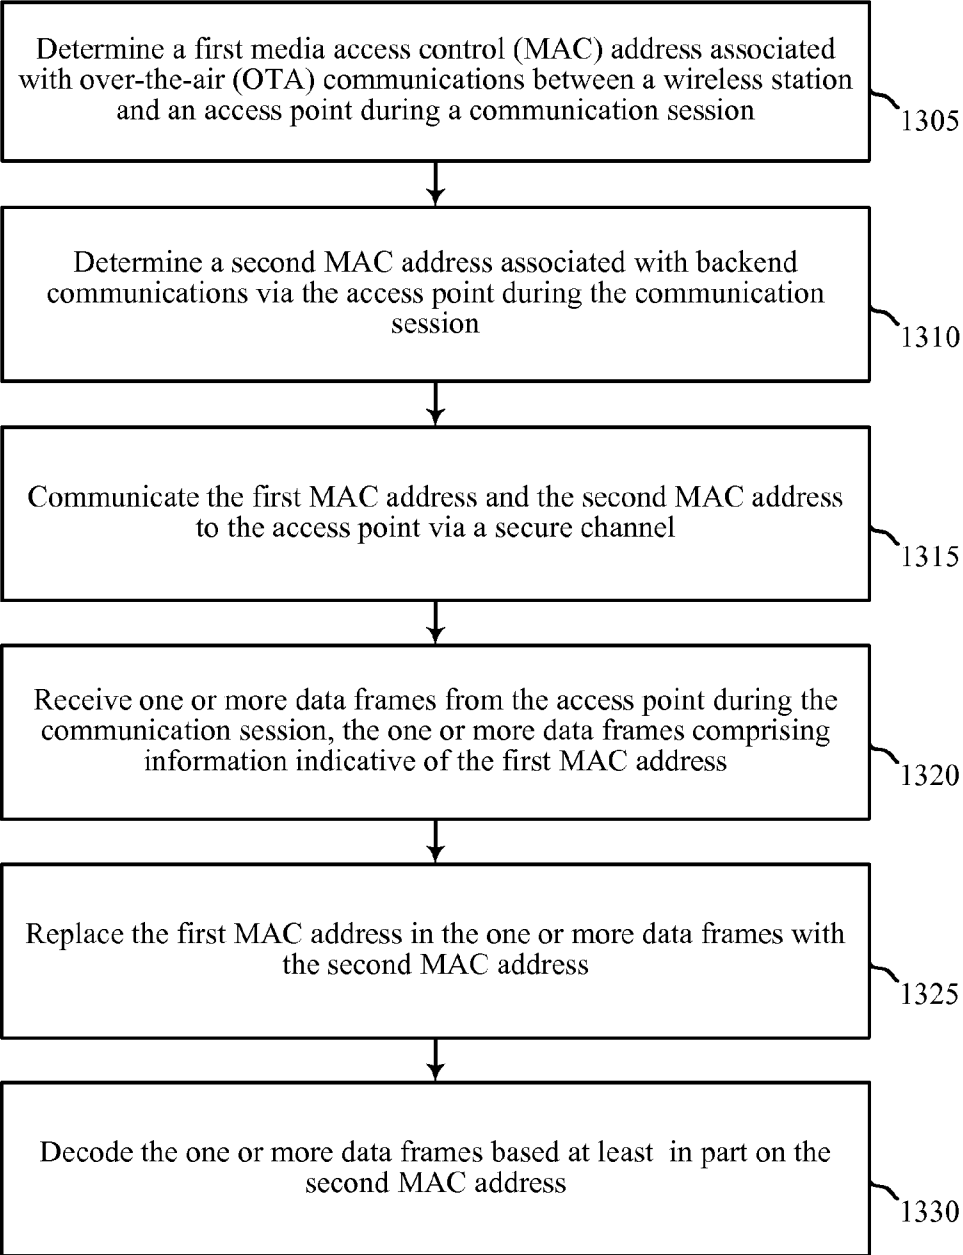 Determine a first media access control (MAC) address associated
with over-the-air (OTA) communications between a wireless station
and an access point during a communication session
1305
Determine a second MAC address associated with backend
communications via the access point during the communication
session
1310
Communicate the first MAC address and the second MAC address
to the access point via a secure channel
1315
Receive one or more data frames from the access point during the
communication session, the one or more data frames comprising
information indicative of the first MAC address
1320
Replace the first MAC address in the one or more data frames with
the second MAC address
1325
Decode the one or more data frames based at least in part on the
second MAC address
1330